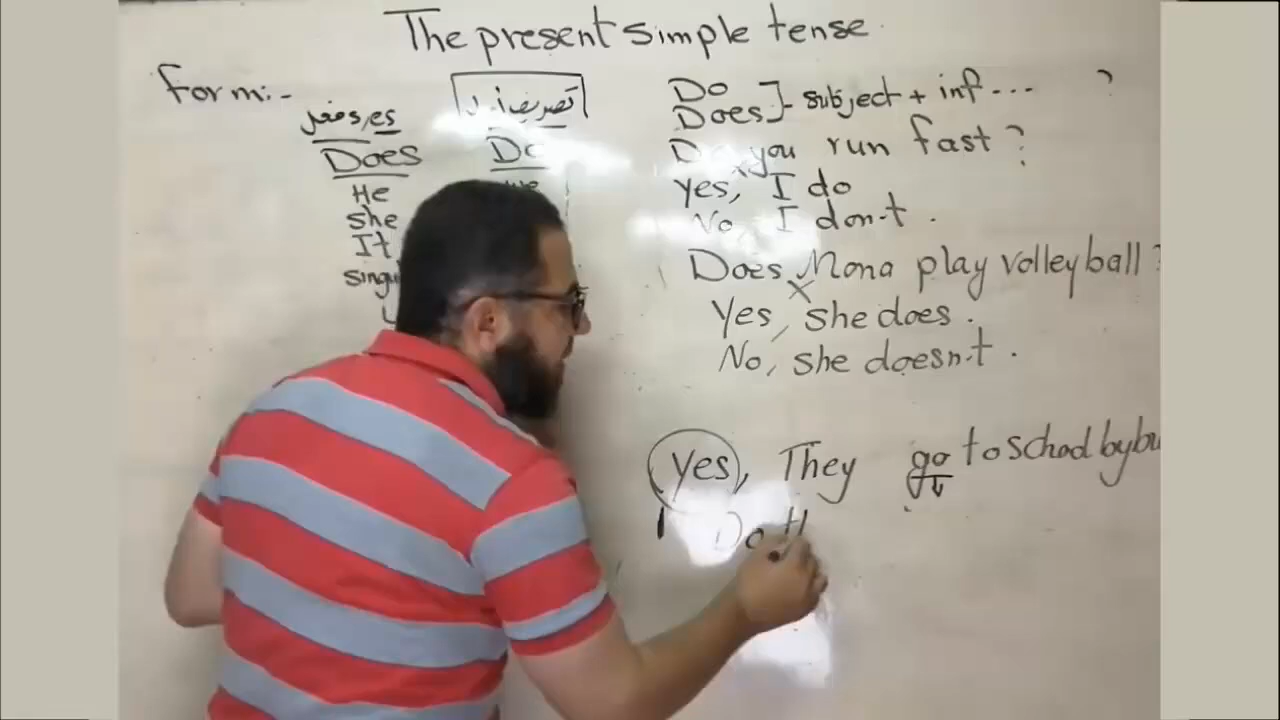 The present simple tense
Form:-
es, s
تصريف أول
Does
Do
He
she
It
Do
Does ]- subject + inf... ?
you run fast?
Yes, I do
No I don't.
Does Mona play volleyball?
Yes, she does.
No, she doesn't.
Yes, They go to school by
Do